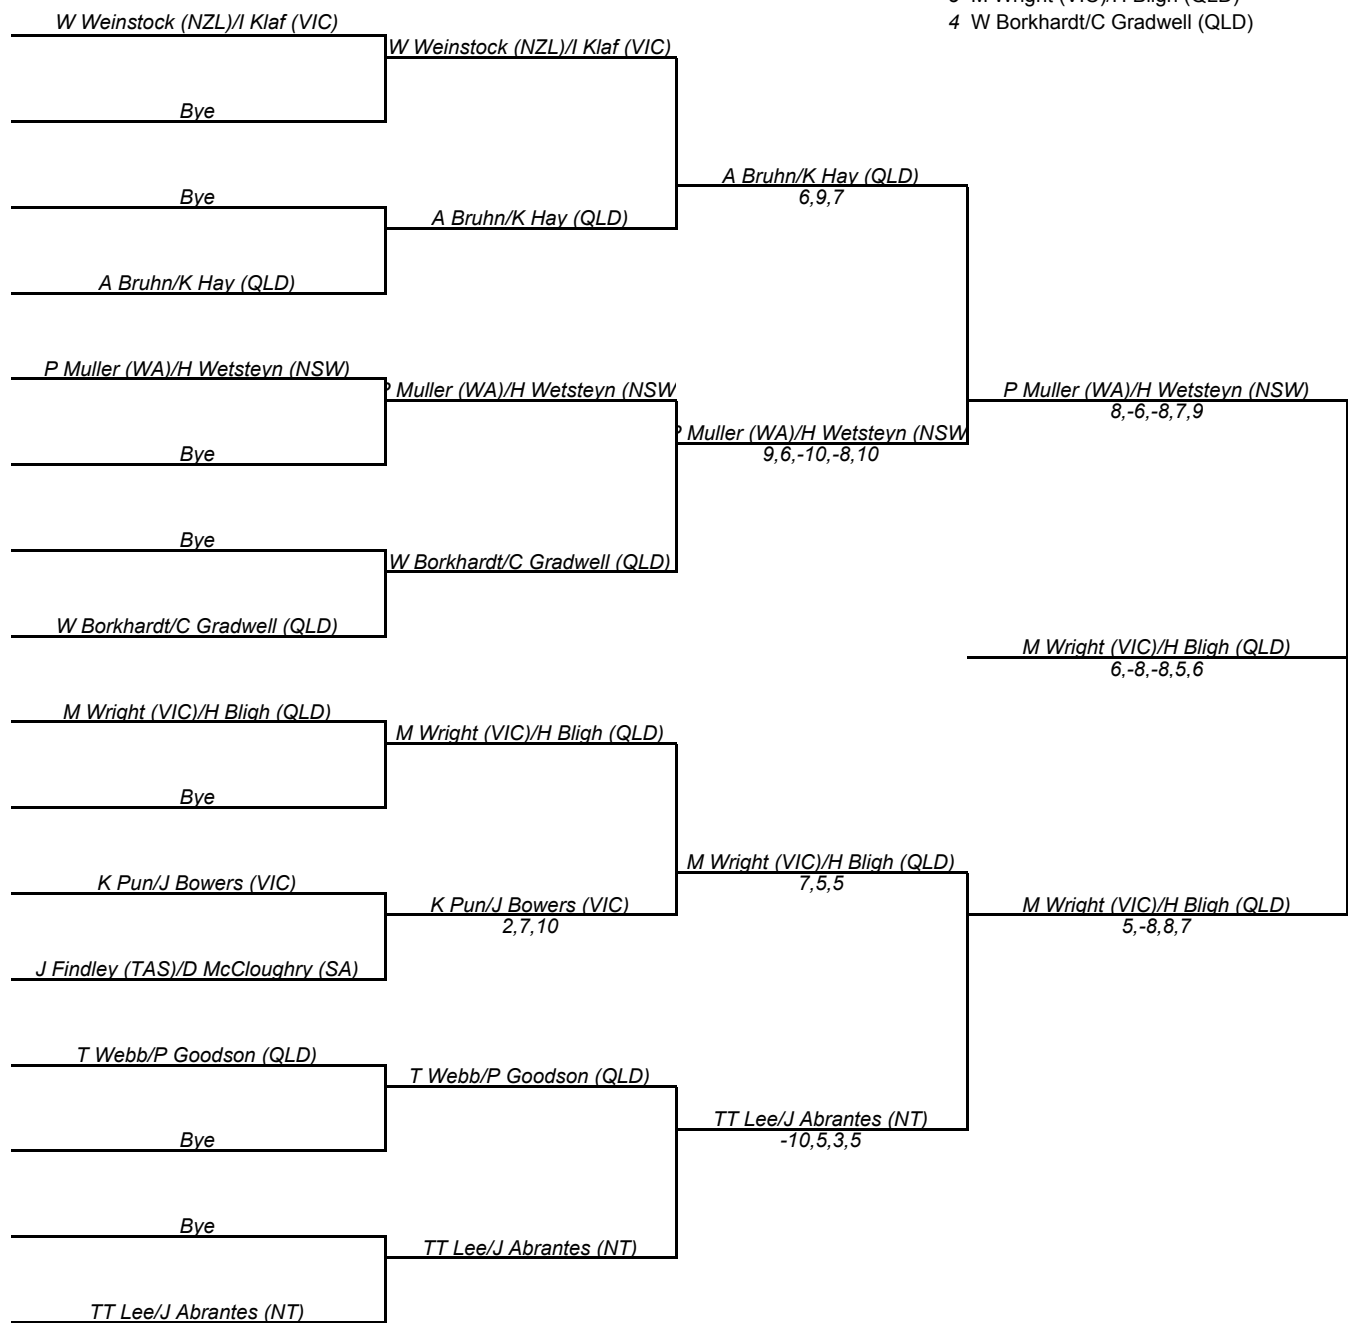 3 M Wright (VIC)/H Bligh (QLD)
4 W Borkhardt/C Gradwell (QLD)
W Weinstock (NZL)/I Klaf (VIC)
W Weinstock (NZL)/I Klaf (VIC)
Bye
A Bruhn/K Hay (QLD)
6,9,7
Bye
A Bruhn/K Hay (QLD)
A Bruhn/K Hay (QLD)
P Muller (WA)/H Wetsteyn (NSW)
P Muller (WA)/H Wetsteyn (NSW
P Muller (WA)/H Wetsteyn (NSW)
8,-6,-8,7,9
P Muller (WA)/H Wetsteyn (NSW
9,6,-10,-8,10
Bye
Bye
W Borkhardt/C Gradwell (QLD)
W Borkhardt/C Gradwell (QLD)
M Wright (VIC)/H Bligh (QLD)
6,-8,-8,5,6
M Wright (VIC)/H Bligh (QLD)
M Wright (VIC)/H Bligh (QLD)
Bye
M Wright (VIC)/H Bligh (QLD)
7,5,5
K Pun/J Bowers (VIC)
K Pun/J Bowers (VIC)
2,7,10
M Wright (VIC)/H Bligh (QLD)
5,-8,8,7
J Findley (TAS)/D McCloughry (SA)
T Webb/P Goodson (QLD)
T Webb/P Goodson (QLD)
TT Lee/J Abrantes (NT)
-10,5,3,5
Bye
Bye
TT Lee/J Abrantes (NT)
TT Lee/J Abrantes (NT)